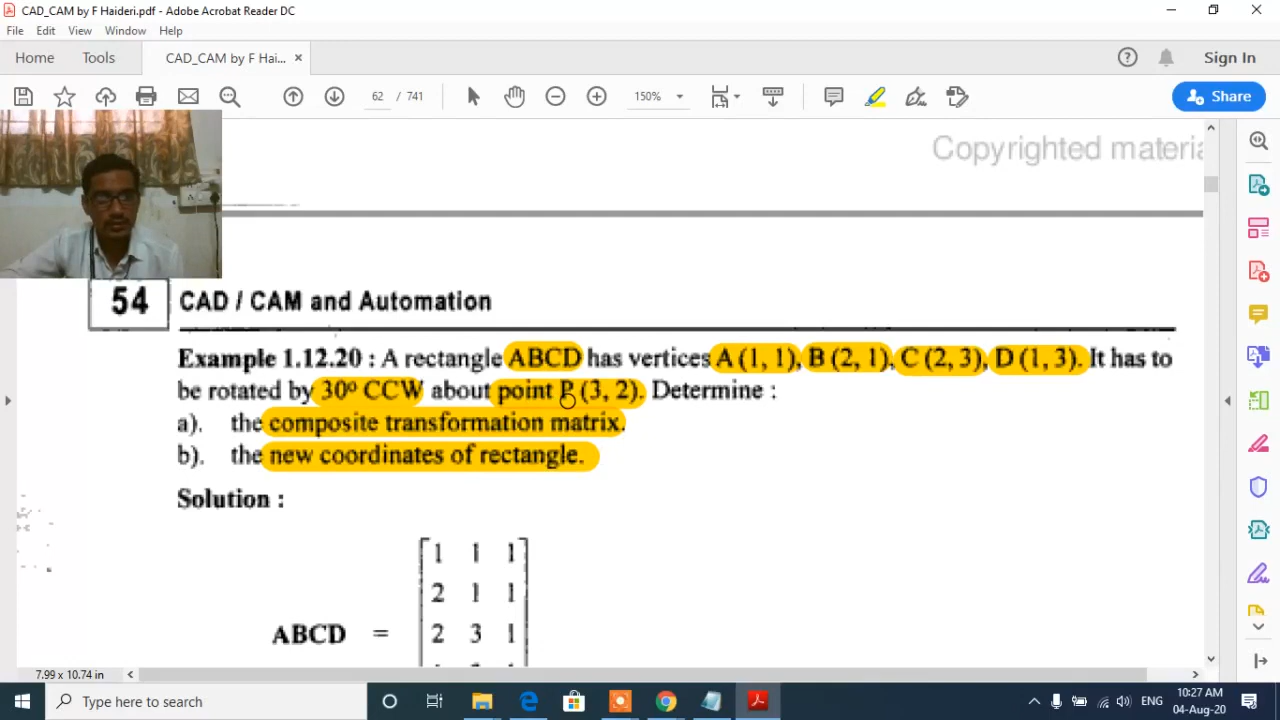 CAD_CAM by F Haideri.pdf - Adobe Acrobat Reader DC
File Edit View Window Help
Home Tools CAD_CAM by F Hai... × Sign In
62 / 741 150% Share
Copyrighted materia
54 CAD / CAM and Automation
Example 1.12.20 : A rectangle ABCD has vertices A (1, 1), B (2, 1), C (2, 3), D (1, 3). It has to
be rotated by 30º CCW about point P (3, 2). Determine :
a). the composite transformation matrix.
b). the new coordinates of rectangle.
Solution :
1 1 1
2 1 1
ABCD = 2 3 1
7.99 x 10.74 in
Type here to search ENG 10:27 AM
04-Aug-20